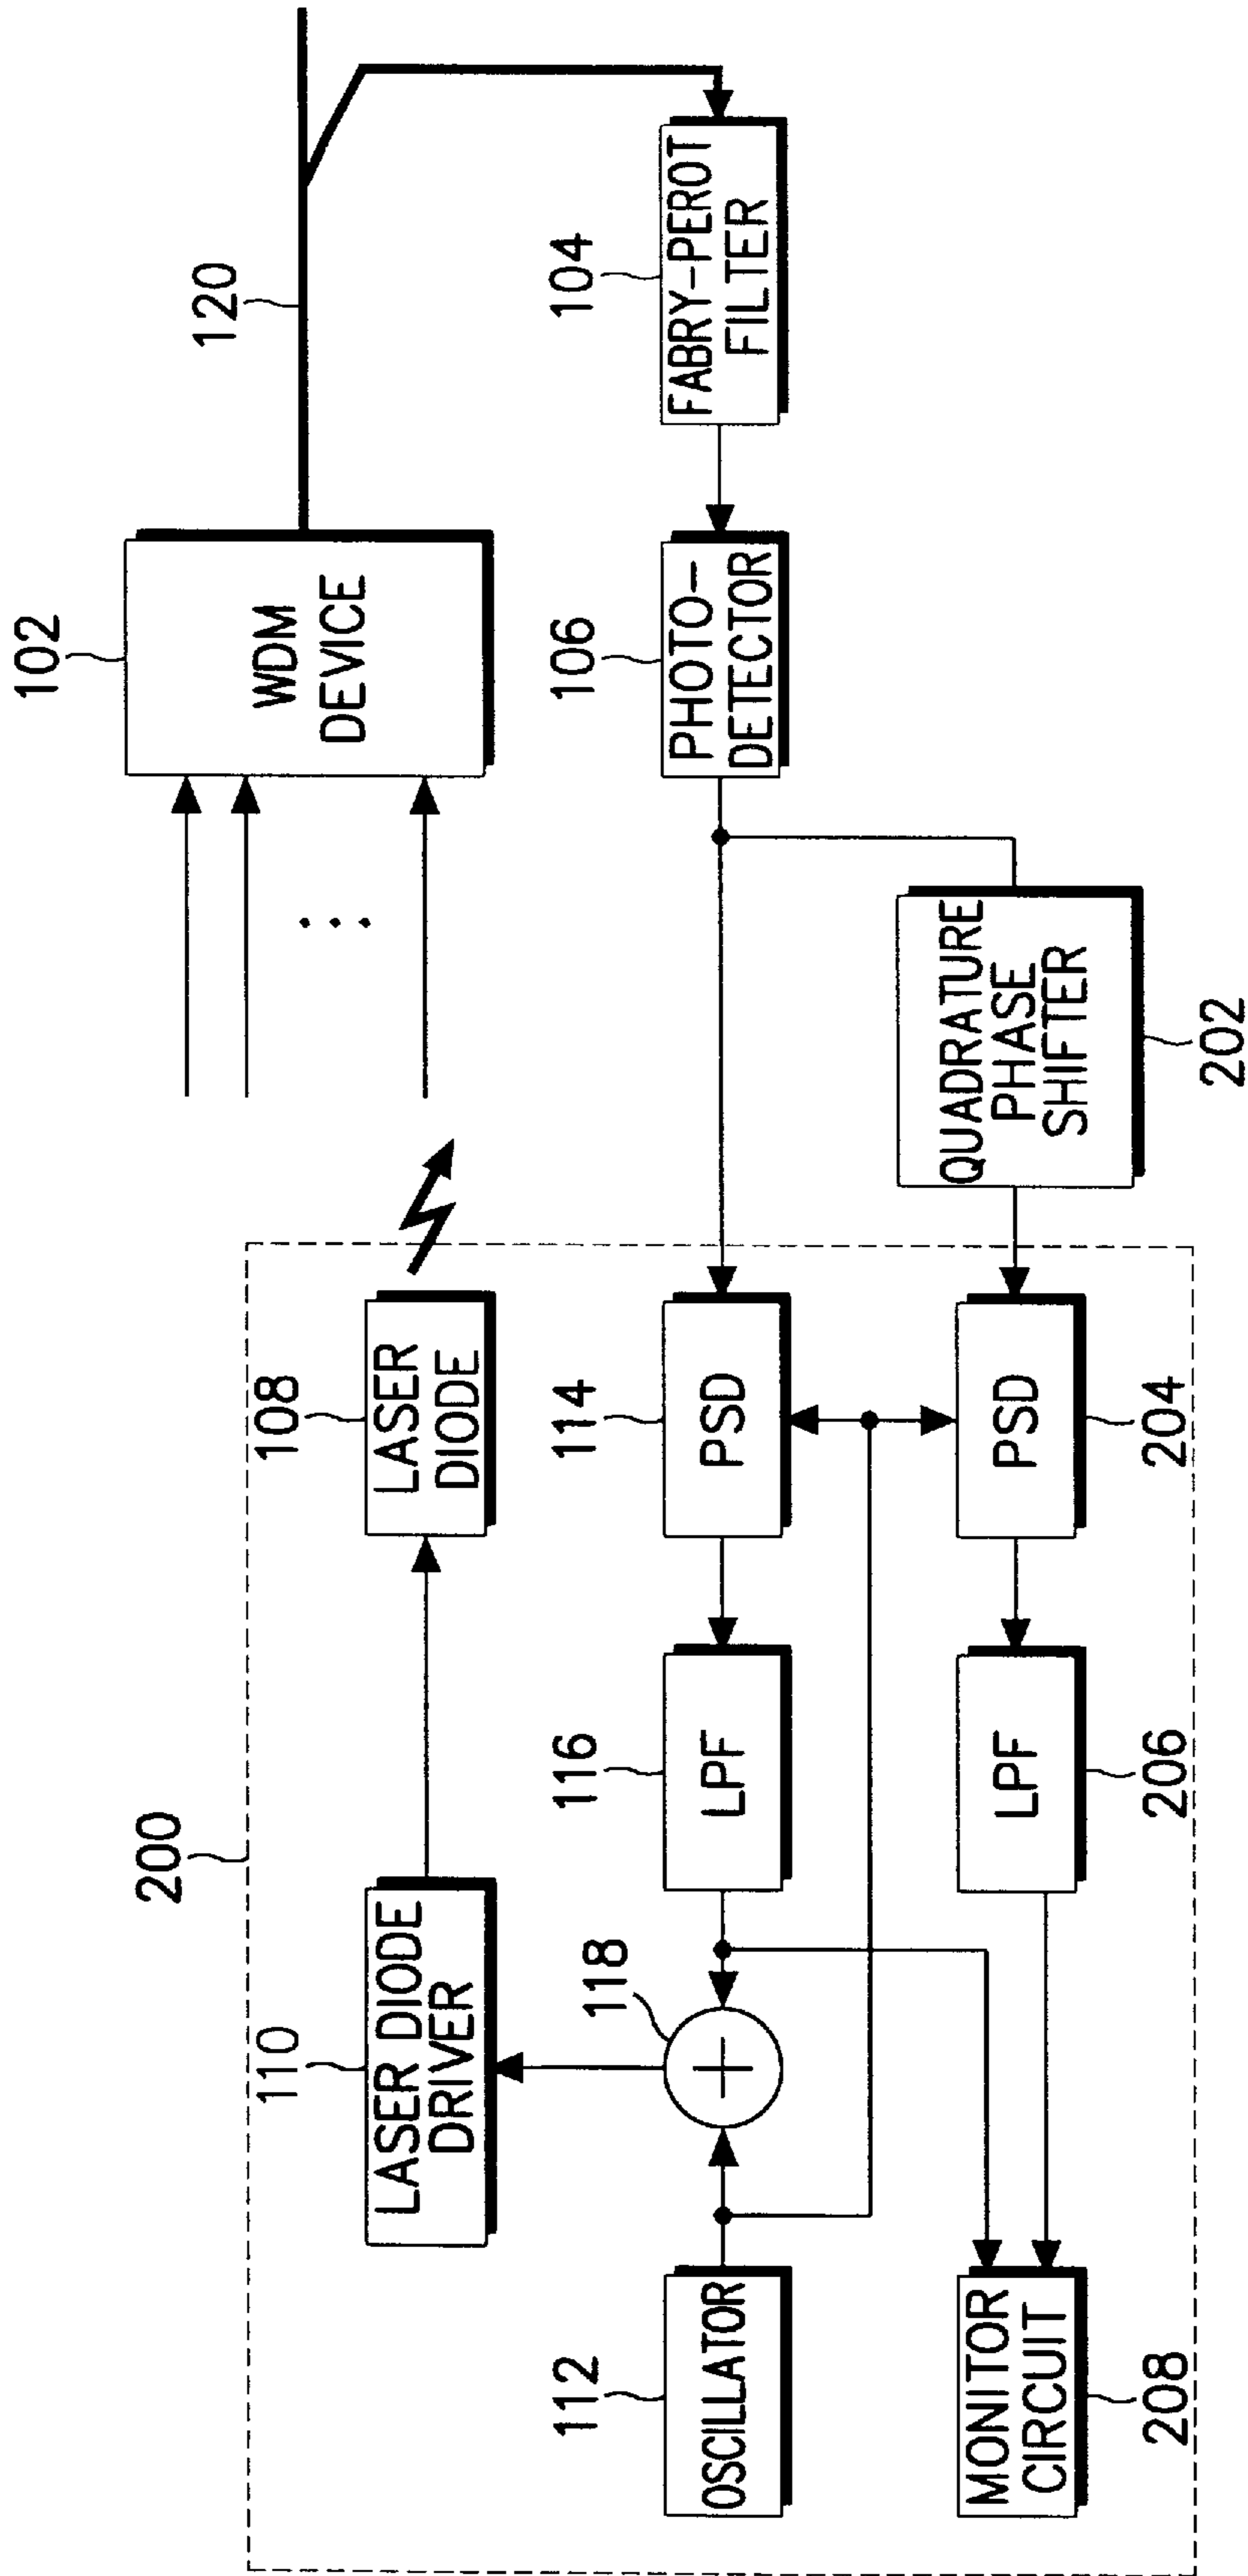 200
110
LASER DIODE
DRIVER
108
LASER
DIODE
102
WDM
DEVICE
120
112
OSCILLATOR
118
+
116
LPF
114
PSD
106
PHOTO-
DETECTOR
104
FABRY-PEROT
FILTER
MONITOR
CIRCUIT
208
LPF
206
PSD
204
QUADRATURE
PHASE
SHIFTER
202